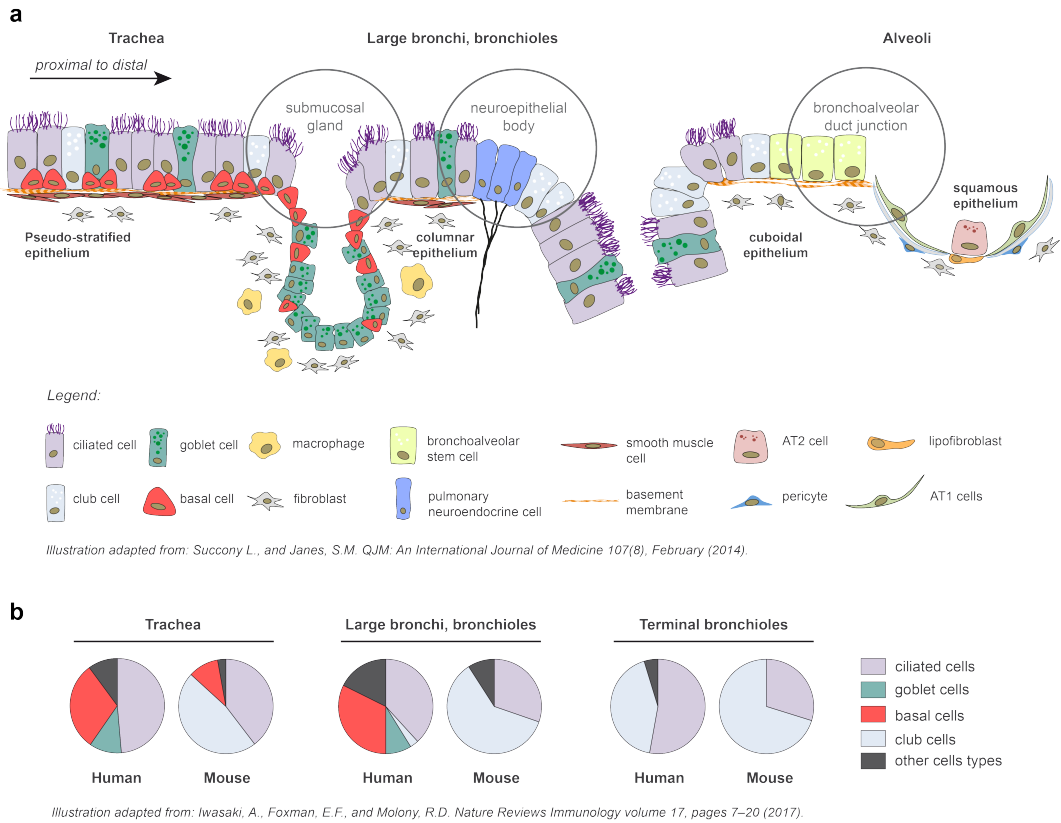 a
Trachea
Large bronchi, bronchioles
Alveoli
proximal to distal
submucosal
gland
neuroepithelial
body
bronchoalveolar
duct junction
squamous
epithelium
Pseudo-stratified
epithelium
columnar
epithelium
cuboidal
epithelium
Legend:
ciliated cell
goblet cell
macrophage
bronchoalveolar
stem cell
smooth muscle
cell
AT2 cell
lipofibroblast
club cell
basal cell
fibroblast
pulmonary
neuroendocrine cell
basement
membrane
pericyte
AT1 cells
Illustration adapted from: Succony L., and Janes, S.M. QJM: An International Journal of Medicine 107(8), February (2014).
b
Trachea
Large bronchi, bronchioles
Terminal bronchioles
ciliated cells
goblet cells
basal cells
club cells
other cells types
Human
Mouse
Human
Mouse
Human
Mouse
Illustration adapted from: Iwasaki, A., Foxman, E.F., and Molony, R.D. Nature Reviews Immunology volume 17, pages 7–20 (2017).